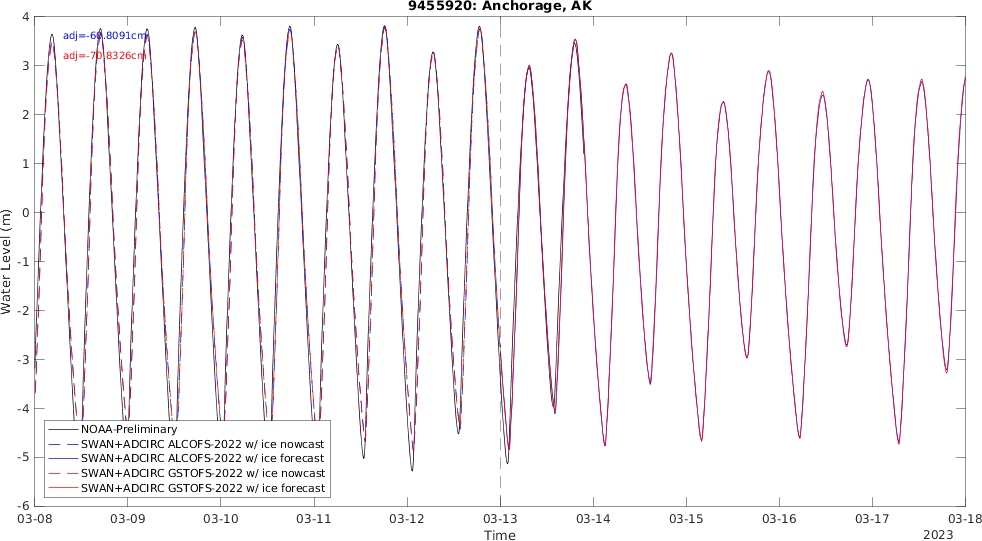 9455920: Anchorage, AK
adj=-69.8091cm
adj=-70.8326cm
4
3
2
1
0
-1
-2
-3
-4
-5
-6
Water Level (m)
NOAA-Preliminary
SWAN+ADCIRC ALCOFS-2022 w/ ice nowcast
SWAN+ADCIRC ALCOFS-2022 w/ ice forecast
SWAN+ADCIRC GSTOFS-2022 w/ ice nowcast
SWAN+ADCIRC GSTOFS-2022 w/ ice forecast
03-08 03-09 03-10 03-11 03-12 03-13 03-14 03-15 03-16 03-17 03-18
Time
2023